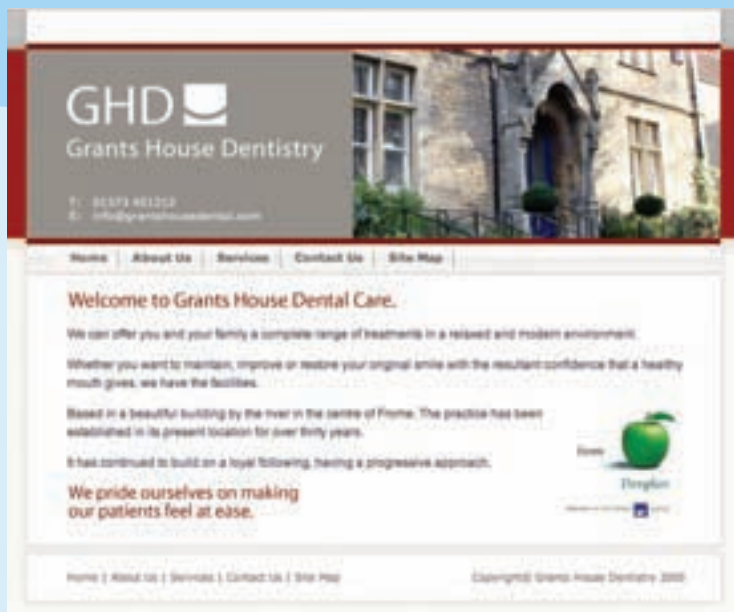 GHD
Grants House Dentistry
T: 01373 451212
E: info@grantshousedental.com
Home | About Us | Services | Contact Us | Site Map
Welcome to Grants House Dental Care.
We can offer you and your family a complete range of treatments in a relaxed and modern environment.
Whether you want to maintain, improve or restore your original smile with the resultant confidence that a healthy
mouth gives, we have the facilities.
Based in a beautiful building by the river in the centre of Frome. The practice has been
established in its present location for over thirty years.
It has continued to build on a loyal following, having a progressive approach.
Denplan
We pride ourselves on making
our patients feel at ease.
Home | About Us | Services | Contact Us | Site Map
Copyright© Grants House Dentistry